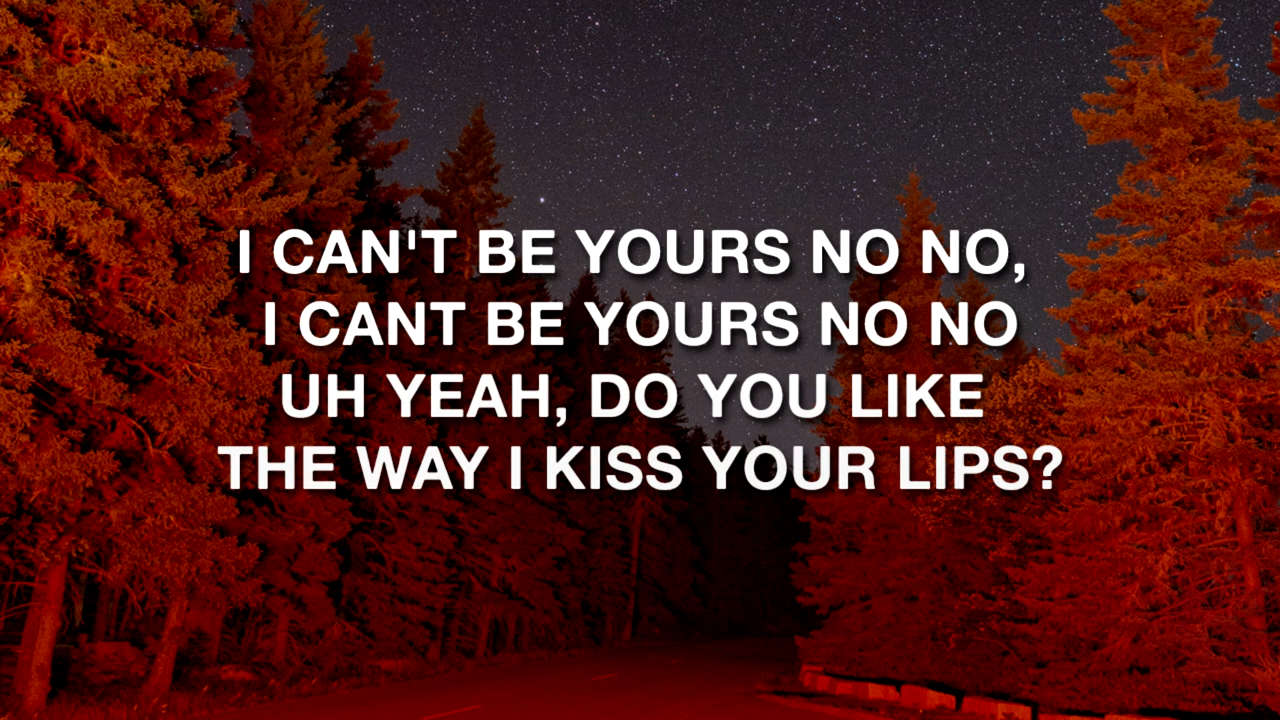 I CAN'T BE YOURS NO NO,
I CANT BE YOURS NO NO
UH YEAH, DO YOU LIKE
THE WAY I KISS YOUR LIPS?